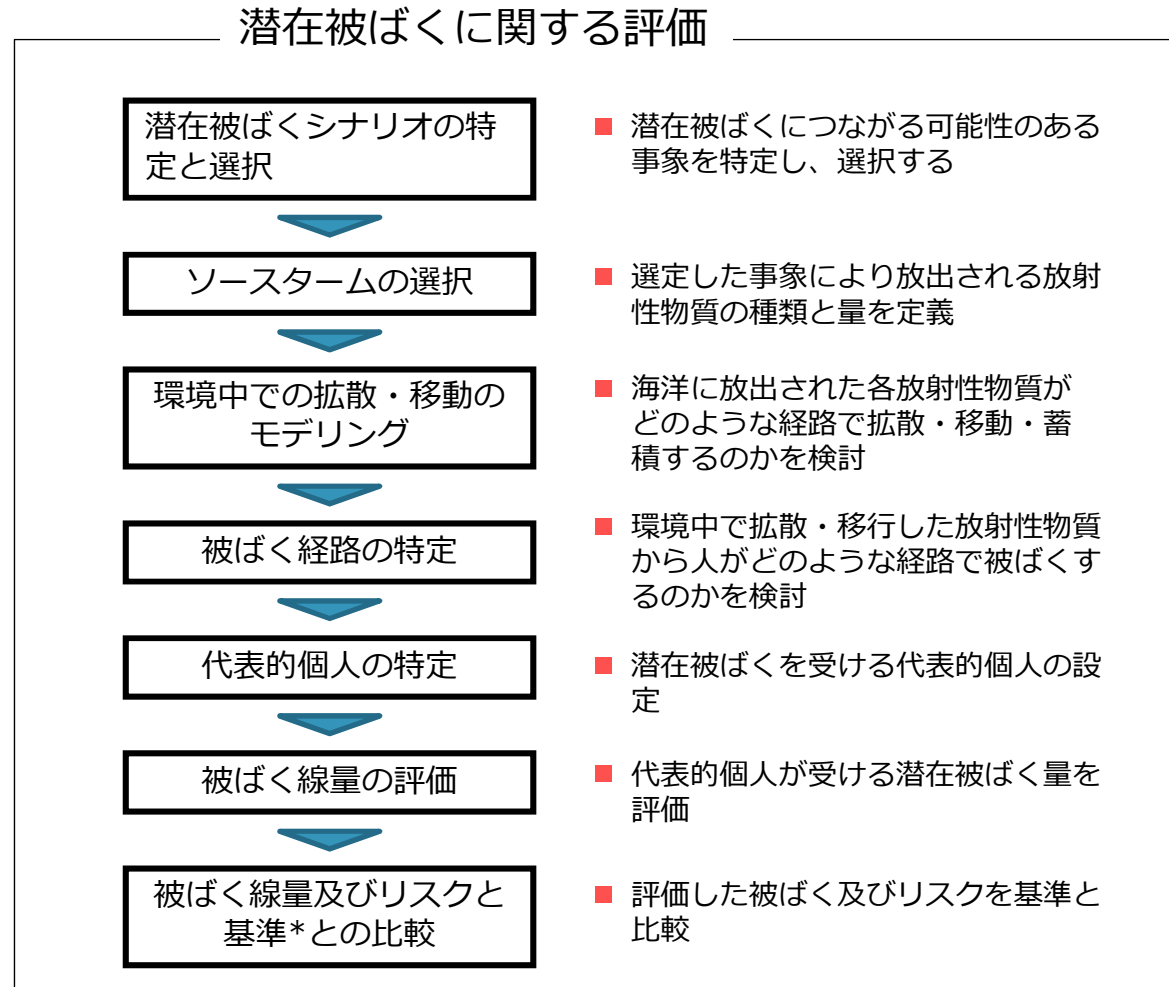 潜在被ばくに関する評価
潜在被ばくシナリオの特
定と選択
■ 潜在被ばくにつながる可能性のある
事象を特定し、選択する
ソースタームの選択
■ 選定した事象により放出される放射
性物質の種類と量を定義
環境中での拡散・移動の
モデリング
■ 海洋に放出された各放射性物質が
どのような経路で拡散・移動・蓄
積するのかを検討
被ばく経路の特定
■ 環境中で拡散・移行した放射性物質
から人がどのような経路で被ばくす
るのかを検討
代表的個人の特定
■ 潜在被ばくを受ける代表的個人の設
定
被ばく線量の評価
■ 代表的個人が受ける潜在被ばく量を
評価
被ばく線量及びリスクと
基準*との比較
■ 評価した被ばく及びリスクを基準と
比較